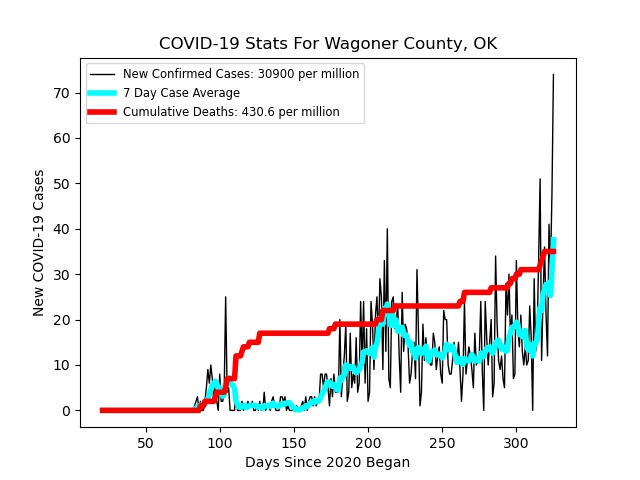 COVID-19 Stats For Wagoner County, OK
New Confirmed Cases: 30900 per million
7 Day Case Average
Cumulative Deaths: 430.6 per million
New COVID-19 Cases
70
60
50
40
30
20
10
0
50 100 150 200 250 300
Days Since 2020 Began